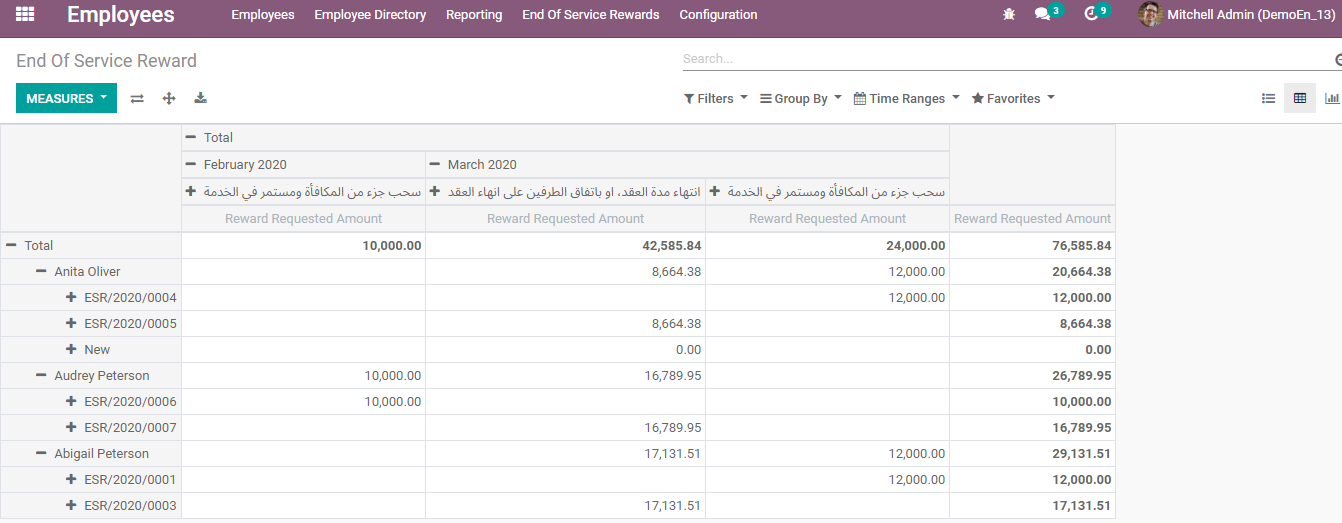 Employees Employees Employee Directory Reporting End Of Service Rewards Configuration 3 9 Mitchell Admin (DemoEn_13)
End Of Service Reward Search...
MEASURES Filters Group By Time Ranges Favorites
Total
February 2020 March 2020
سحب جزء من المكافأة ومستمر في الخدمة انتهاء مدة العقد، او باتفاق الطرفين على انهاء العقد سحب جزء من المكافأة ومستمر في الخدمة
Reward Requested Amount Reward Requested Amount Reward Requested Amount Reward Requested Amount
Total 10,000.00 42,585.84 24,000.00 76,585.84
Anita Oliver 8,664.38 12,000.00 20,664.38
ESR/2020/0004 12,000.00 12,000.00
ESR/2020/0005 8,664.38 8,664.38
New 0.00 0.00
Audrey Peterson 10,000.00 16,789.95 26,789.95
ESR/2020/0006 10,000.00 10,000.00
ESR/2020/0007 16,789.95 16,789.95
Abigail Peterson 17,131.51 12,000.00 29,131.51
ESR/2020/0001 12,000.00 12,000.00
ESR/2020/0003 17,131.51 17,131.51